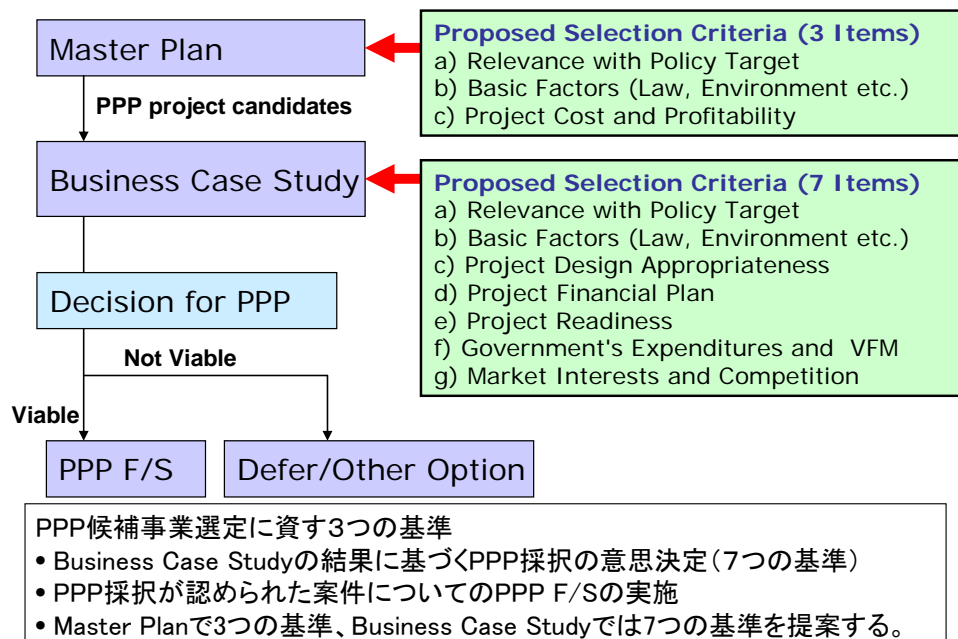 Master Plan
Proposed Selection Criteria (3 Items)
a) Relevance with Policy Target
b) Basic Factors (Law, Environment etc.)
c) Project Cost and Profitability
PPP project candidates
Business Case Study
Proposed Selection Criteria (7 Items)
a) Relevance with Policy Target
b) Basic Factors (Law, Environment etc.)
c) Project Design Appropriateness
d) Project Financial Plan
e) Project Readiness
f) Government's Expenditures and VFM
g) Market Interests and Competition
Decision for PPP
Not Viable
Viable
PPP F/S
Defer/Other Option
PPP候補事業選定に資す3つの基準
• Business Case Studyの結果に基づくPPP採択の意思決定(7つの基準)
• PPP採択が認められた案件についてのPPP F/Sの実施
• Master Planで3つの基準、Business Case Studyでは7つの基準を提案する。